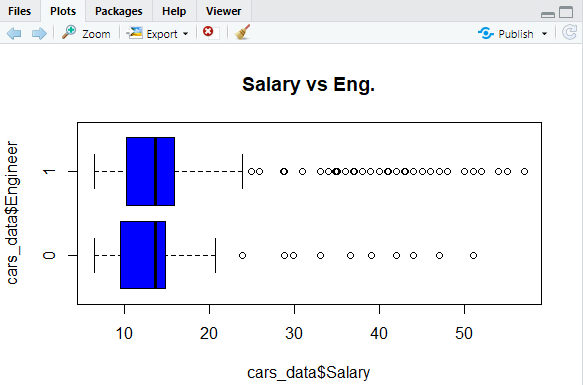 Files Plots Packages Help Viewer
Zoom Export Publish
Salary vs Eng.
cars_data$Engineer
1
0
10 20 30 40 50
cars_data$Salary